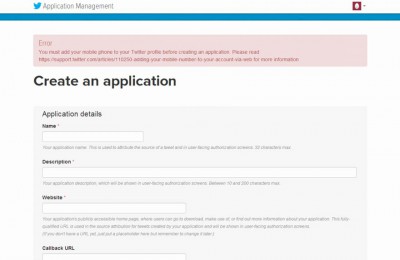 Application Management
Error
You must add your mobile phone to your Twitter profile before creating an application. Please read
https://support.twitter.com/articles/110250-adding-your-mobile-number-to-your-account-via-web for more information.
Create an application
Application details
Name *
Your application name. This is used to attribute the source of a tweet and in user-facing authorization screens. 32 characters max.
Description *
Your application description, which will be shown in user-facing authorization screens. Between 10 and 200 characters max.
Website *
Your application's publicly accessible home page, where users can go to download, make use of, or find out more information about your application. This fully-
qualified URL is used in the source attribution for tweets created by your application and will be shown in user-facing authorization screens.
(If you don't have a URL yet, just put a placeholder here but remember to change it later.)
Callback URL